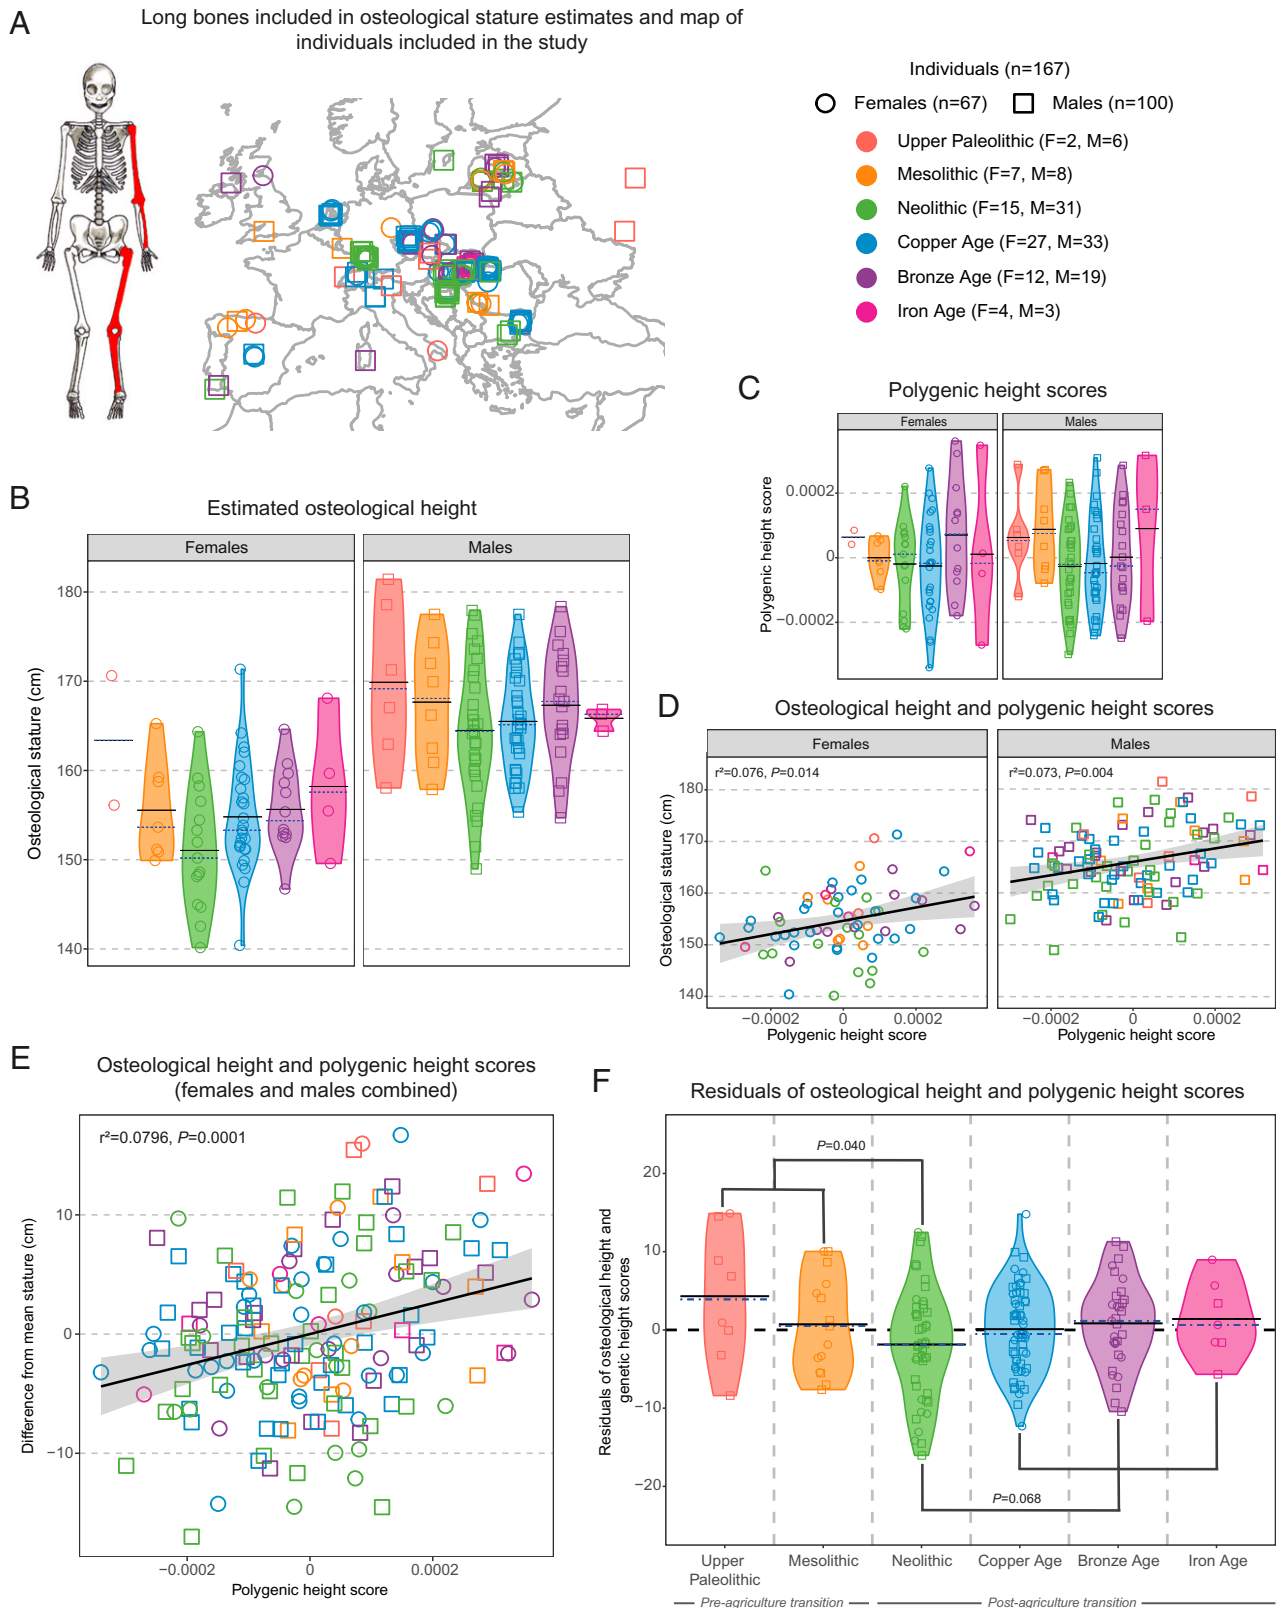 A
Long bones included in osteological stature estimates and map of
individuals included in the study
Individuals (n=167)
Females (n=67)
Males (n=100)
Upper Paleolithic (F=2, M=6)
Mesolithic (F=7, M=8)
Neolithic (F=15, M=31)
Copper Age (F=27, M=33)
Bronze Age (F=12, M=19)
Iron Age (F=4, M=3)
B
Estimated osteological height
Females
Males
Osteological stature (cm)
180
170
160
150
140
C
Polygenic height scores
Females
Males
Polygenic height score
0.0002
0
−0.0002
D
Osteological height and polygenic height scores
Females
Males
r²=0.076, P=0.014
r²=0.073, P=0.004
Osteological stature (cm)
180
170
160
150
140
−0.0002
0
0.0002
−0.0002
0
0.0002
Polygenic height score
Polygenic height score
E
Osteological height and polygenic height scores
(females and males combined)
r²=0.0796, P=0.0001
Difference from mean stature (cm)
10
0
−10
−0.0002
0
0.0002
Polygenic height score
F
Residuals of osteological height and polygenic height scores
P=0.040
Residuals of osteological height and
genetic height scores
20
10
0
−10
−20
P=0.068
Upper
Paleolithic
Mesolithic
Neolithic
Copper Age
Bronze Age
Iron Age
Pre-agriculture transition
Post-agriculture transition